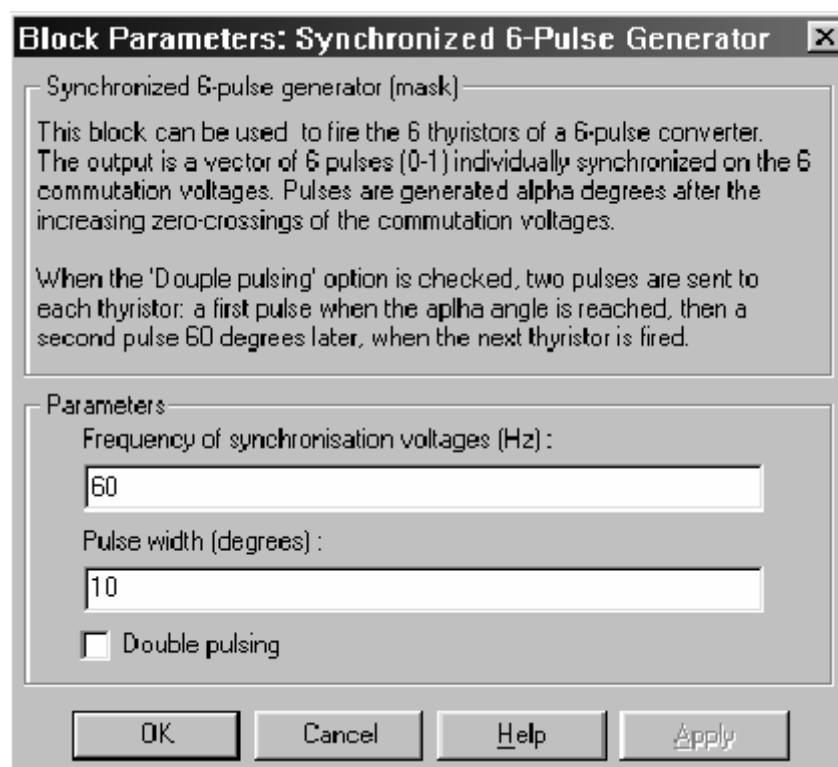 Block Parameters: Synchronized 6-Pulse Generator
Synchronized 6-pulse generator (mask)
This block can be used to fire the 6 thyristors of a 6-pulse converter.
The output is a vector of 6 pulses (0-1) individually synchronized on the 6
commutation voltages. Pulses are generated alpha degrees after the
increasing zero-crossings of the commutation voltages.
When the 'Douple pulsing' option is checked, two pulses are sent to
each thyristor: a first pulse when the aplha angle is reached, then a
second pulse 60 degrees later, when the next thyristor is fired.
Parameters
Frequency of synchronisation voltages (Hz) :
60
Pulse width (degrees) :
10
Double pulsing
OK Cancel Help Apply